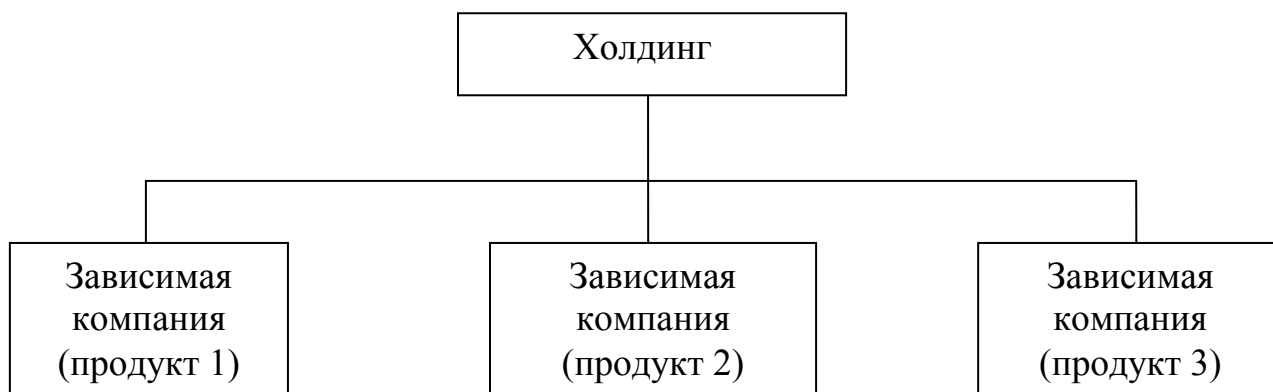 Холдинг
Зависимая
компания
(продукт 1)
Зависимая
компания
(продукт 2)
Зависимая
компания
(продукт 3)